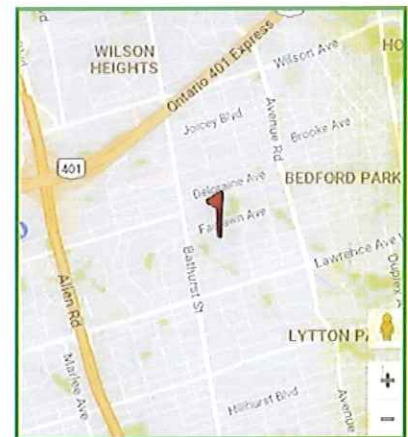 WILSON
HEIGHTS
HO
Ontario 401 Express
Wilson Ave
Joicey Blvd
Avenue Rd
Brooke Ave
401
Deloraine Ave
BEDFORD PARK
Fairlawn Ave
Lawrence Ave
Bathurst St
Allen Rd
Duplex
LYTTON PA
Marlee Ave
Hillhurst Blvd
Avenue
+
−